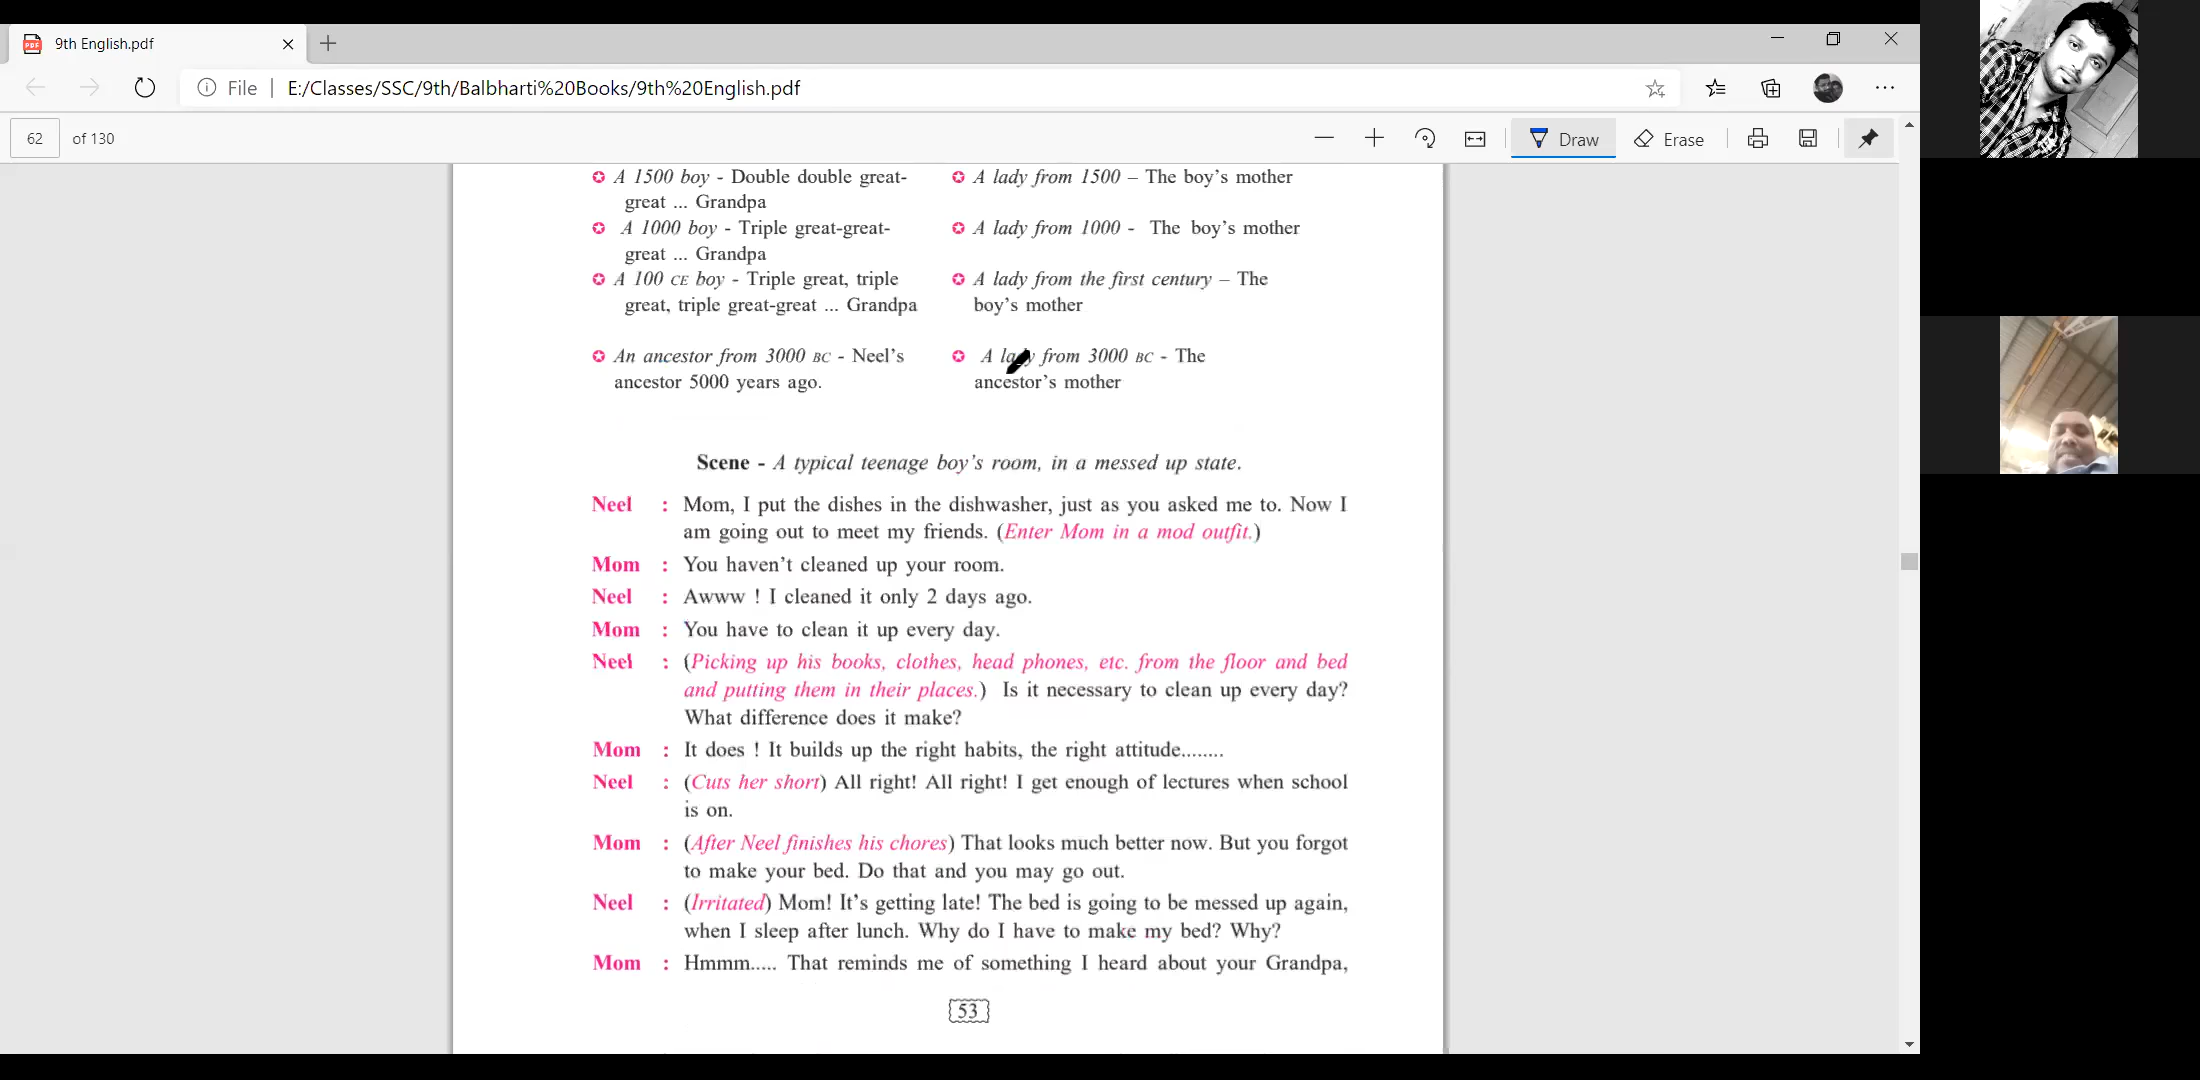 9th English.pdf
File | E:/Classes/SSC/9th/Balbharti%20Books/9th%20English.pdf
62 of 130
Draw
Erase
A 1500 boy - Double double great-
great ... Grandpa
A 1000 boy - Triple great-great-
great ... Grandpa
A 100 CE boy - Triple great, triple
great, triple great-great ... Grandpa
An ancestor from 3000 BC - Neel's
ancestor 5000 years ago.
A lady from 1500 – The boy's mother
A lady from 1000 - The boy's mother
A lady from the first century – The
boy's mother
A lady from 3000 BC - The
ancestor's mother
Scene - A typical teenage boy's room, in a messed up state.
Neel : Mom, I put the dishes in the dishwasher, just as you asked me to. Now I
am going out to meet my friends. (Enter Mom in a mod outfit.)
Mom : You haven't cleaned up your room.
Neel : Awww ! I cleaned it only 2 days ago.
Mom : You have to clean it up every day.
Neel : (Picking up his books, clothes, head phones, etc. from the floor and bed
and putting them in their places.) Is it necessary to clean up every day?
What difference does it make?
Mom : It does ! It builds up the right habits, the right attitude........
Neel : (Cuts her short) All right! All right! I get enough of lectures when school
is on.
Mom : (After Neel finishes his chores) That looks much better now. But you forgot
to make your bed. Do that and you may go out.
Neel : (Irritated) Mom! It's getting late! The bed is going to be messed up again,
when I sleep after lunch. Why do I have to make my bed? Why?
Mom : Hmmm..... That reminds me of something I heard about your Grandpa,
53